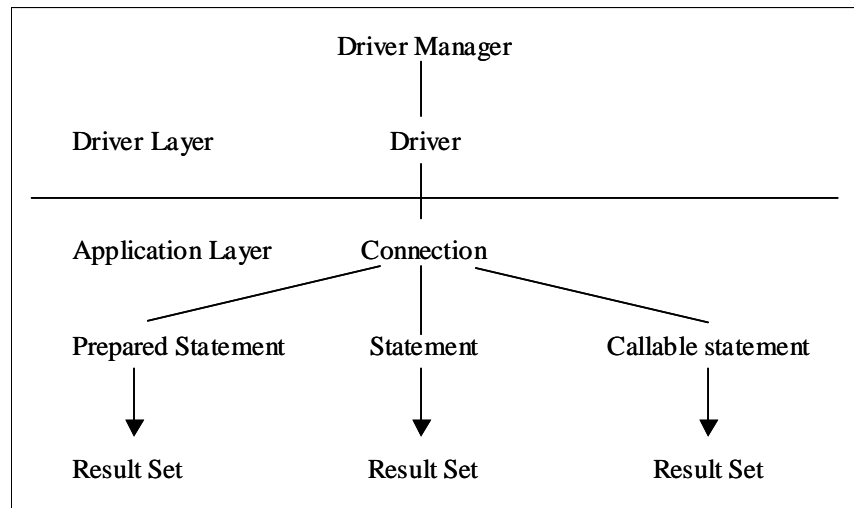 Driver Manager
Driver Layer Driver
Application Layer Connection
Prepared Statement Statement Callable statement
Result Set Result Set Result Set